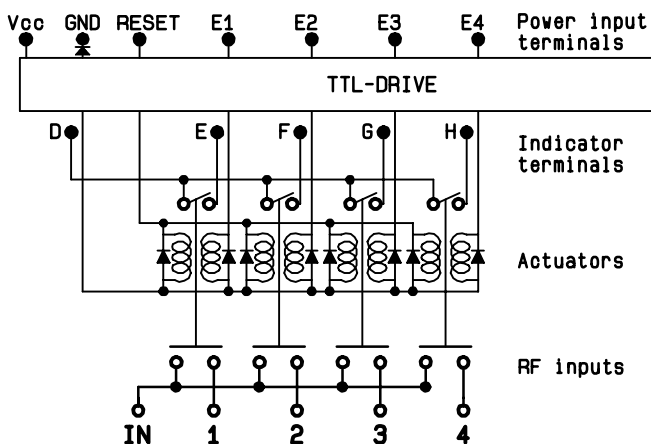 Vcc GND RESET E1 E2 E3 E4 Power input
terminals
TTL-DRIVE
D E F G H Indicator
terminals
Actuators
RF inputs
IN 1 2 3 4